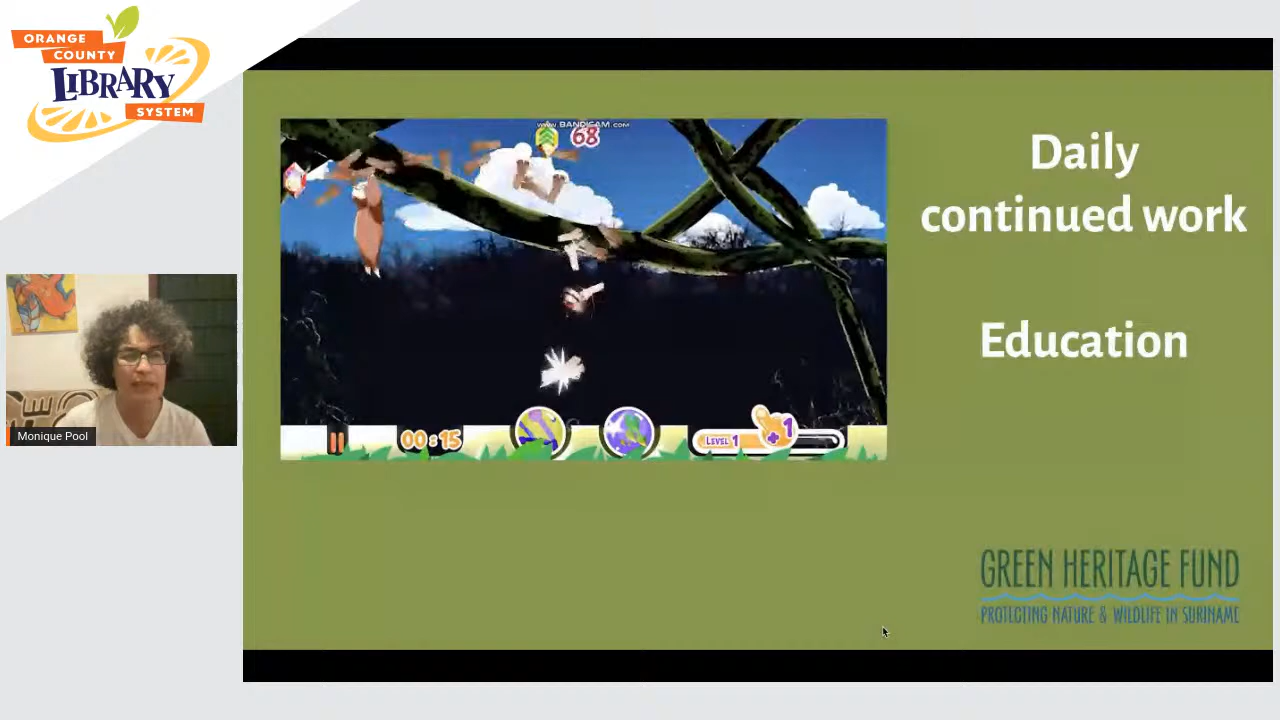 ORANGE
COUNTY
LIBRARY
SYSTEM
www.BANDICAM.com
68
Daily
continued work
Education
Monique Pool
00:15
LEVEL 1
1
GREEN HERITAGE FUND
PROTECTING NATURE & WILDLIFE IN SURINAME